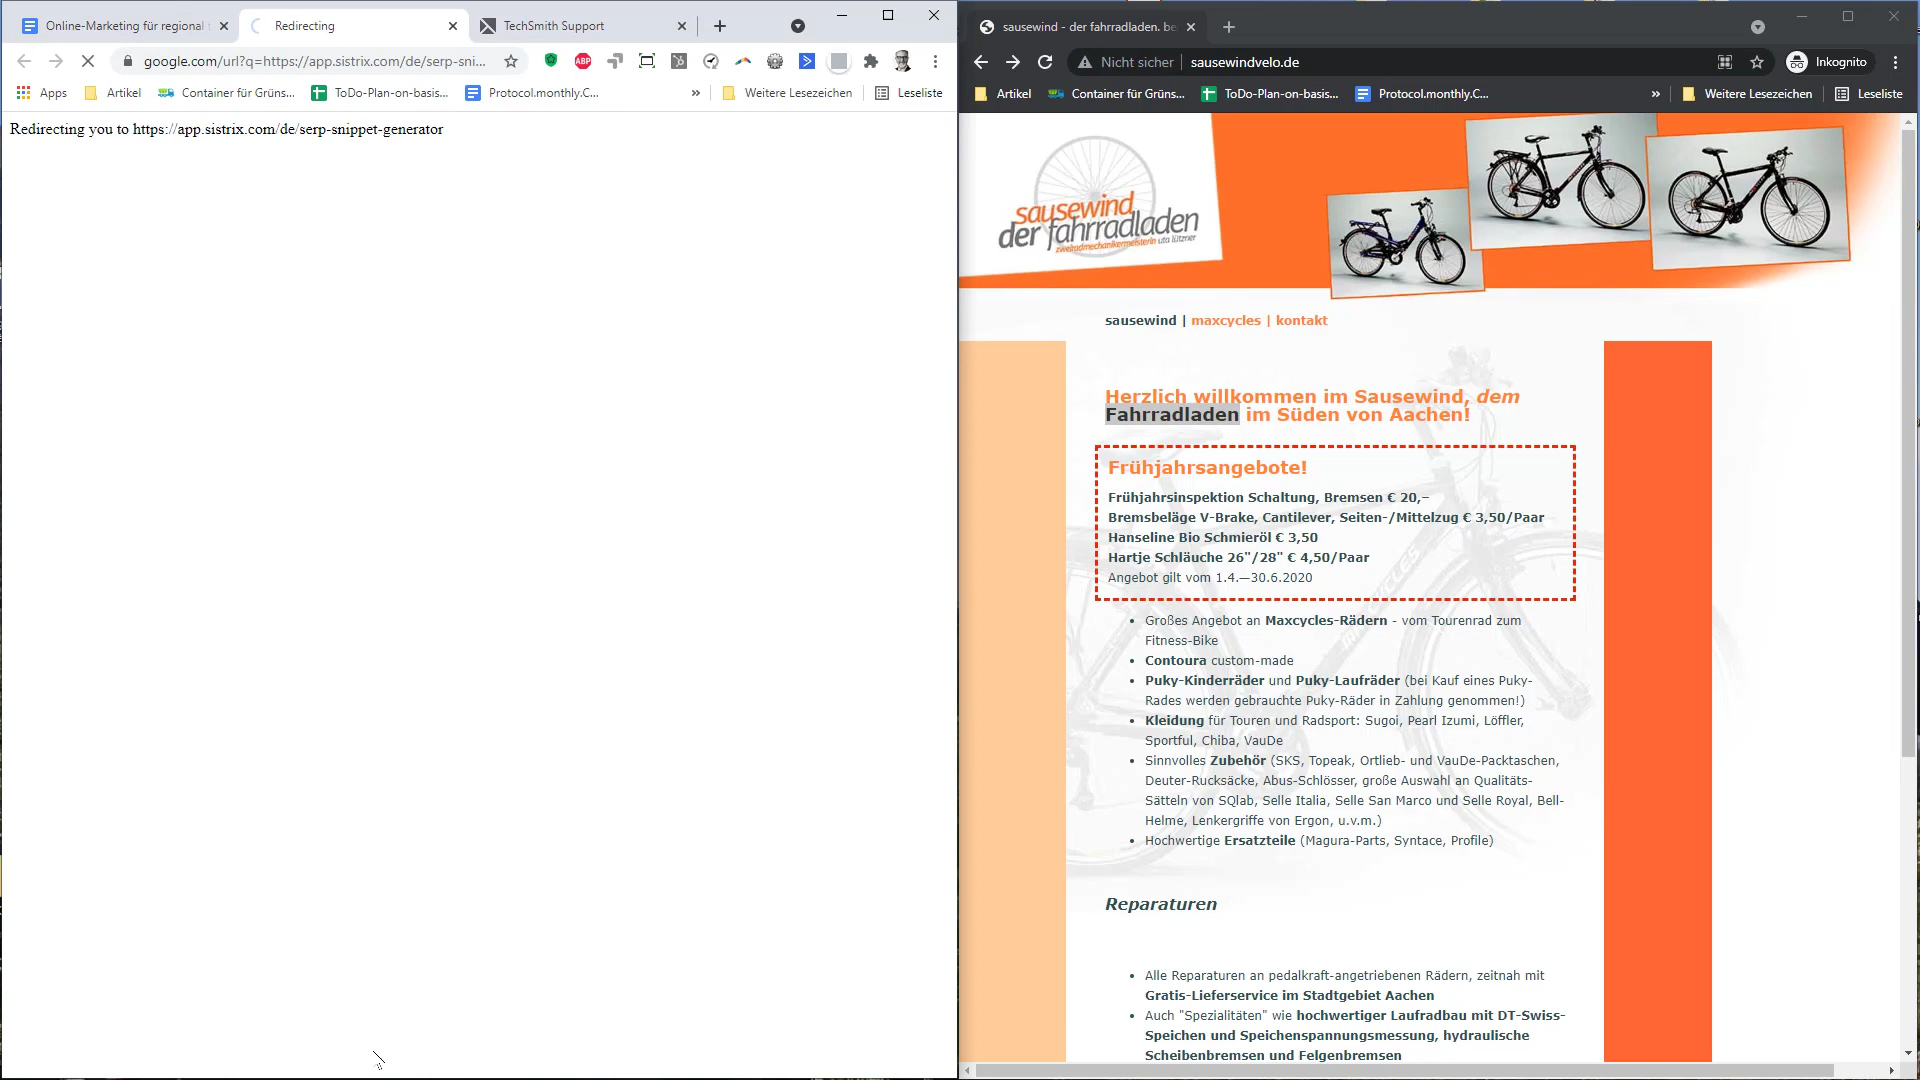 Online-Marketing für regional
Redirecting
TechSmith Support
google.com/url?q=https://app.sistrix.com/de/serp-sni...
ABP
Apps
Artikel
Container für Grüns...
ToDo-Plan-on-basis...
Protocol.monthly.C...
»
Weitere Lesezeichen
Leseliste
Redirecting you to https://app.sistrix.com/de/serp-snippet-generator
sausewind - der fahrradladen. be
Nicht sicher
sausewindvelo.de
Inkognito
Artikel
Container für Grüns...
ToDo-Plan-on-basis...
Protocol.monthly.C...
»
Weitere Lesezeichen
Leseliste
sausewind
der fahrradladen
zweiradmechanikermeisterin uta lützner
sausewind | maxcycles | kontakt
Herzlich willkommen im Sausewind, dem
Fahrradladen im Süden von Aachen!
Frühjahrsangebote!
Frühjahrsinspektion Schaltung, Bremsen € 20,–
Bremsbeläge V-Brake, Cantilever, Seiten-/Mittelzug € 3,50/Paar
Hanseline Bio Schmieröl € 3,50
Hartje Schläuche 26"/28" € 4,50/Paar
Angebot gilt vom 1.4.—30.6.2020
• Großes Angebot an Maxcycles-Rädern - vom Tourenrad zum
Fitness-Bike
• Contoura custom-made
• Puky-Kinderräder und Puky-Laufräder (bei Kauf eines Puky-
Rades werden gebrauchte Puky-Räder in Zahlung genommen!)
• Kleidung für Touren und Radsport: Sugoi, Pearl Izumi, Löffler,
Sportful, Chiba, VauDe
• Sinnvolles Zubehör (SKS, Topeak, Ortlieb- und VauDe-Packtaschen,
Deuter-Rucksäcke, Abus-Schlösser, große Auswahl an Qualitäts-
Sätteln von SQlab, Selle Italia, Selle San Marco und Selle Royal, Bell-
Helme, Lenkergriffe von Ergon, u.v.m.)
• Hochwertige Ersatzteile (Magura-Parts, Syntace, Profile)
Reparaturen
• Alle Reparaturen an pedalkraft-angetriebenen Rädern, zeitnah mit
Gratis-Lieferservice im Stadtgebiet Aachen
• Auch "Spezialitäten" wie hochwertiger Laufradbau mit DT-Swiss-
Speichen und Speichenspannungsmessung, hydraulische
Scheibenbremsen und Felgenbremsen